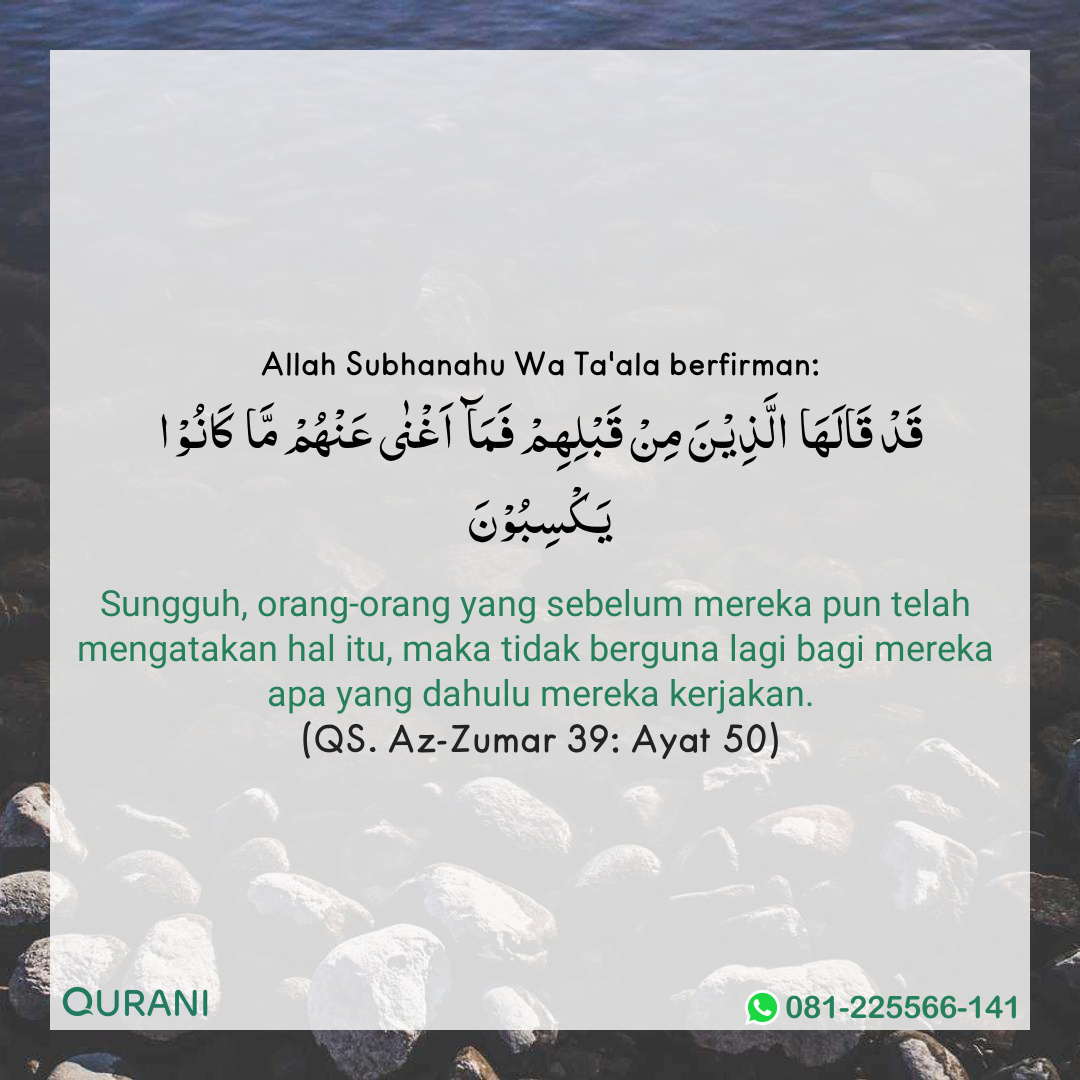 Allah Subhanahu Wa Ta'ala berfirman:
قَدْ قَالَهَا الَّذِيْنَ مِنْ قَبْلِهِمْ فَمَاۤ اَغْنٰى عَنْهُمْ مَّا كَانُوْا
يَكْسِبُوْنَ
Sungguh, orang-orang yang sebelum mereka pun telah
mengatakan hal itu, maka tidak berguna lagi bagi mereka
apa yang dahulu mereka kerjakan.
(QS. Az-Zumar 39: Ayat 50)
QURANI
081-225566-141